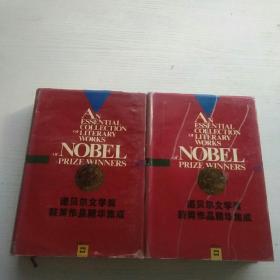 AN
ESSENTIAL
COLLECTION
OF LITERARY
WORKS
OF NOBEL
PRIZE WINNERS
诺贝尔文学奖
获奖作品精华集成
AN
ESSENTIAL
COLLECTION
OF LITERARY
WORKS
OF NOBEL
PRIZE WINNERS
诺贝尔文学奖
获奖作品精华集成